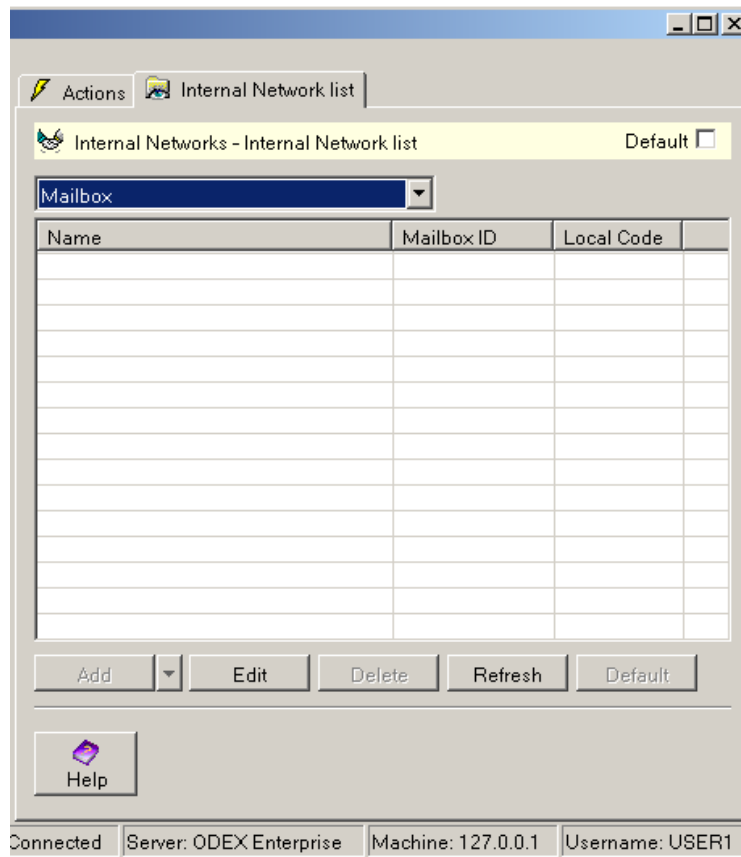 Actions Internal Network list
Internal Networks - Internal Network list Default
Mailbox
Name Mailbox ID Local Code
Add Edit Delete Refresh Default
Help
Connected Server: ODEX Enterprise Machine: 127.0.0.1 Username: USER1